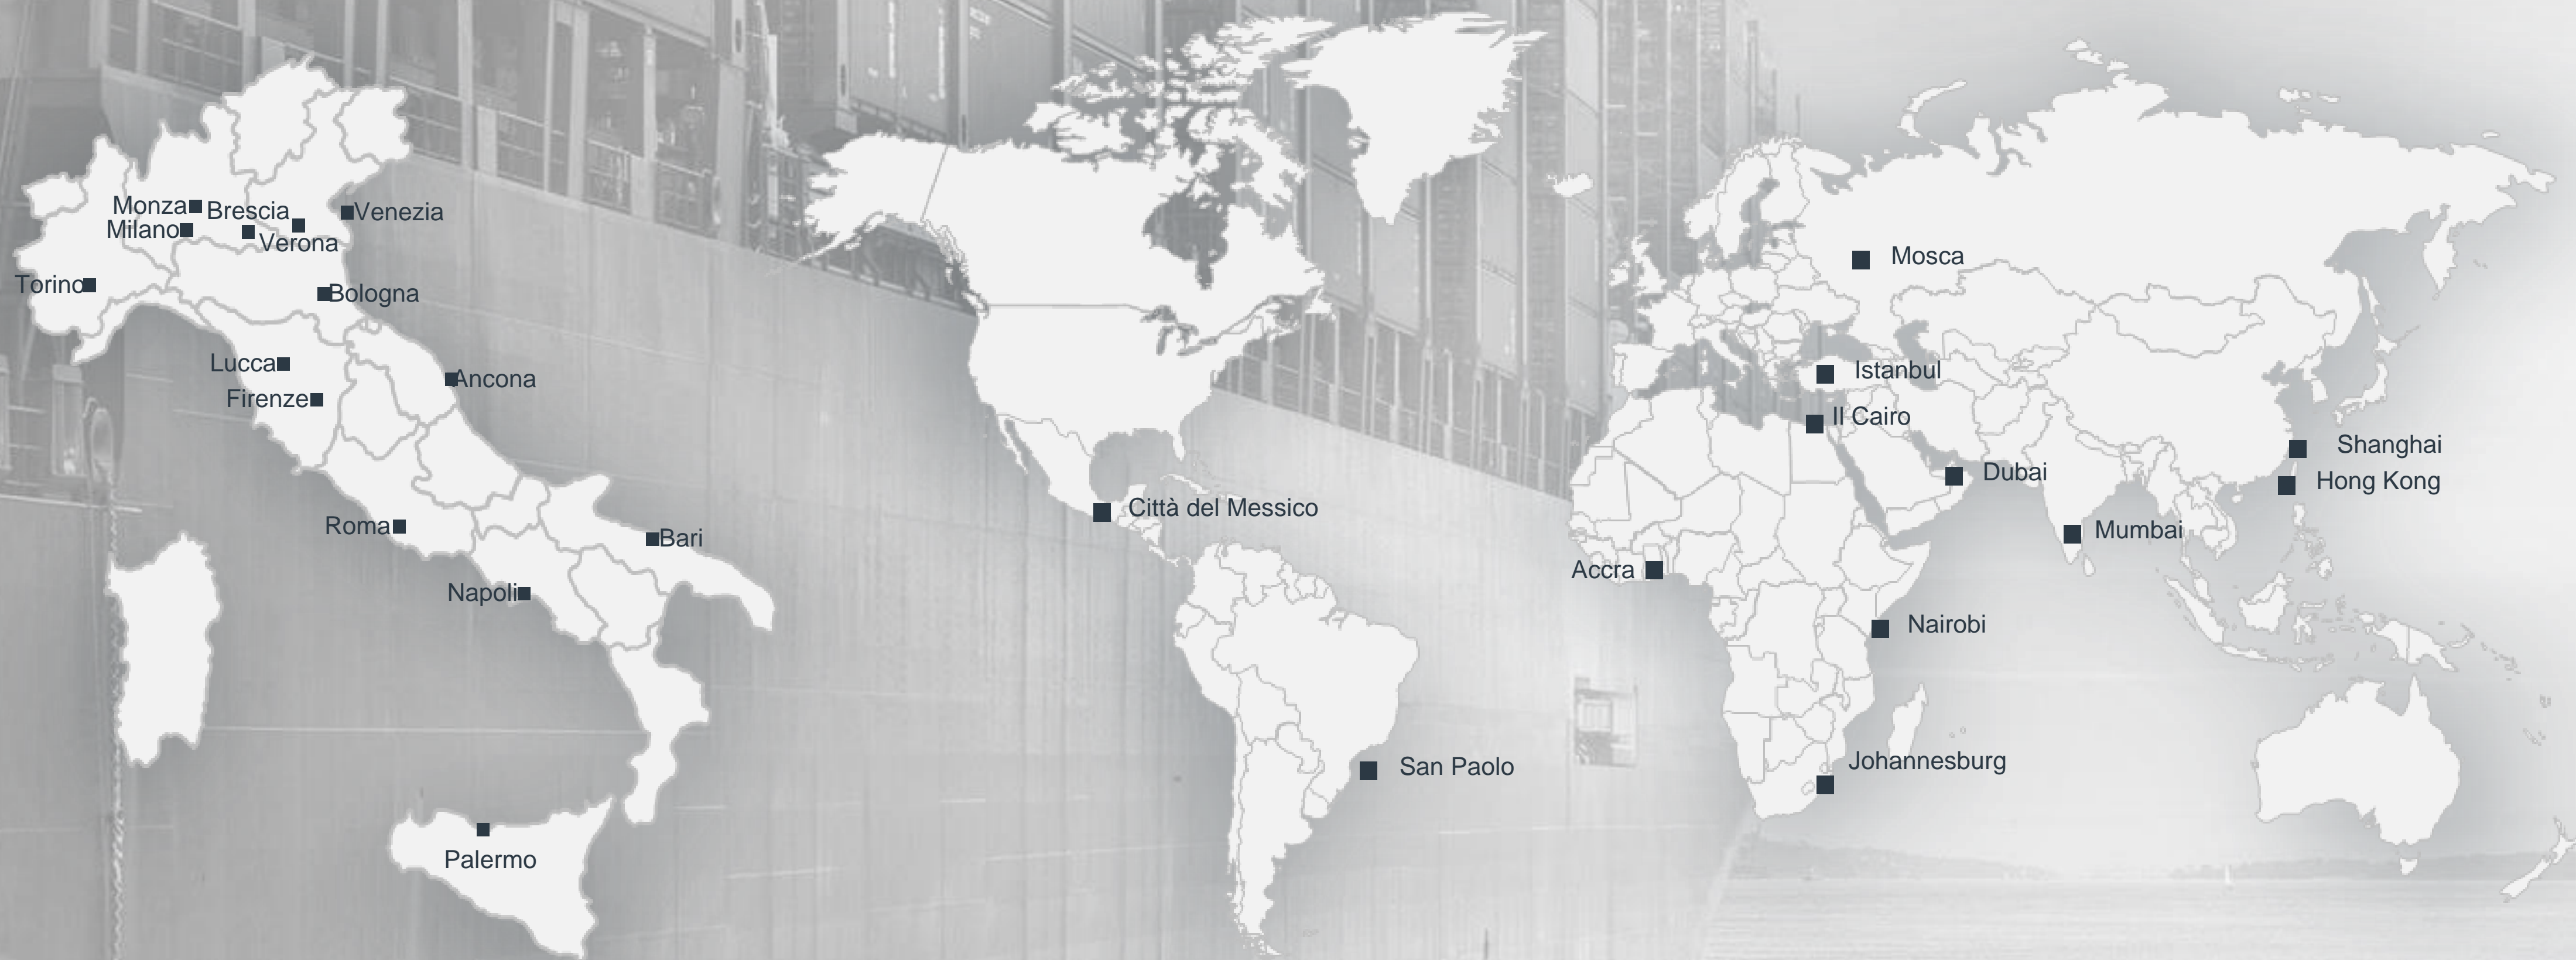 Monza
Brescia
Venezia
Milano
Verona
Torino
Bologna
Lucca
Ancona
Firenze
Roma
Bari
Napoli
Palermo
Mosca
Istanbul
Il Cairo
Shanghai
Dubai
Hong Kong
Città del Messico
Mumbai
Accra
Nairobi
San Paolo
Johannesburg